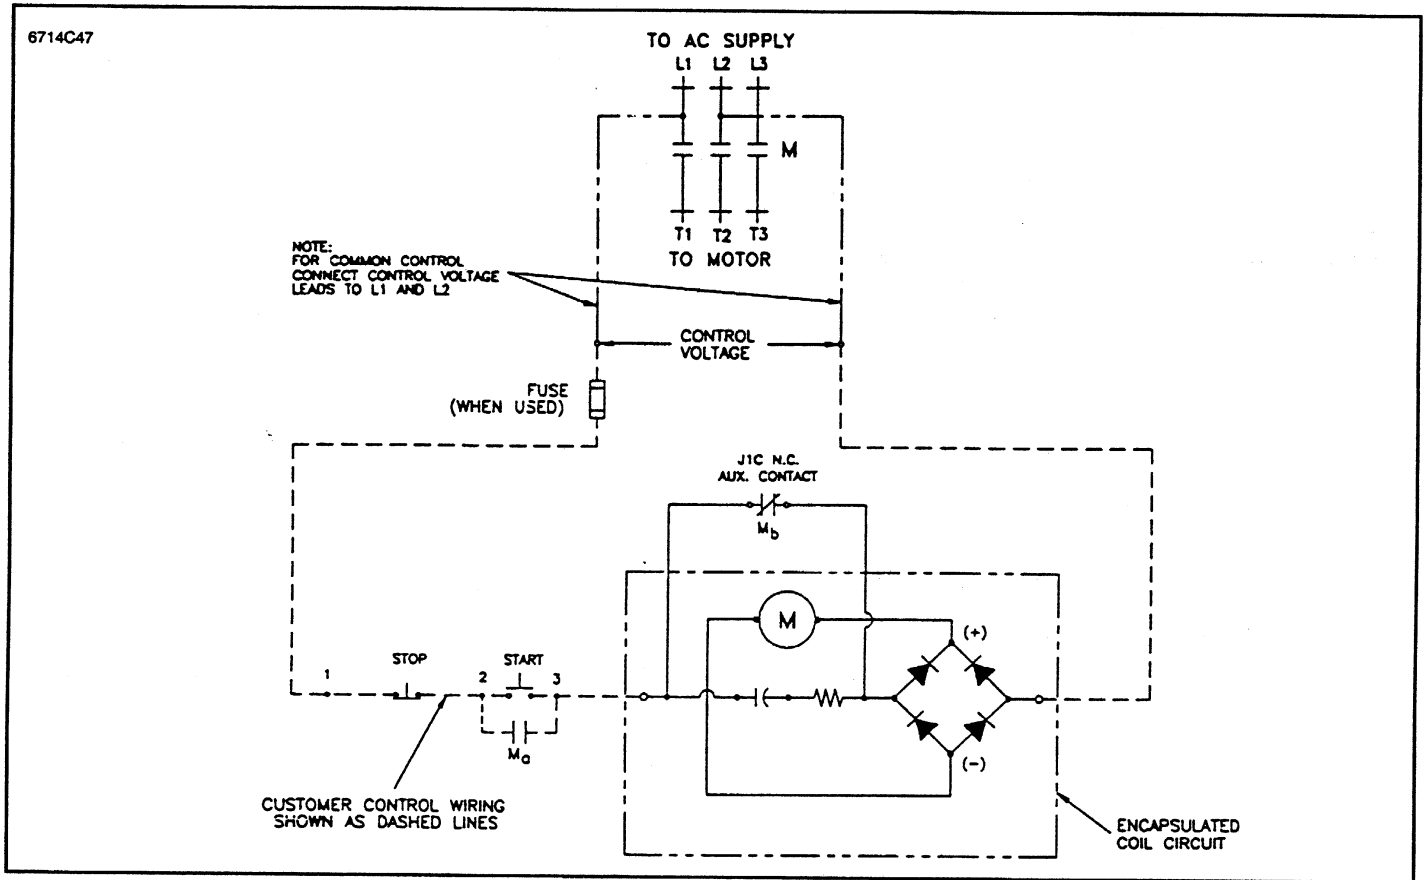 6714C47
TO AC SUPPLY
L1 L2 L3
M
T1 T2 T3
TO MOTOR
NOTE:
FOR COMMON CONTROL
CONNECT CONTROL VOLTAGE
LEADS TO L1 AND L2
CONTROL
VOLTAGE
FUSE
(WHEN USED)
J1C N.C.
AUX. CONTACT
Mb
M
(+)
STOP
START
1
2
3
Ma
(-)
CUSTOMER CONTROL WIRING
SHOWN AS DASHED LINES
ENCAPSULATED
COIL CIRCUIT